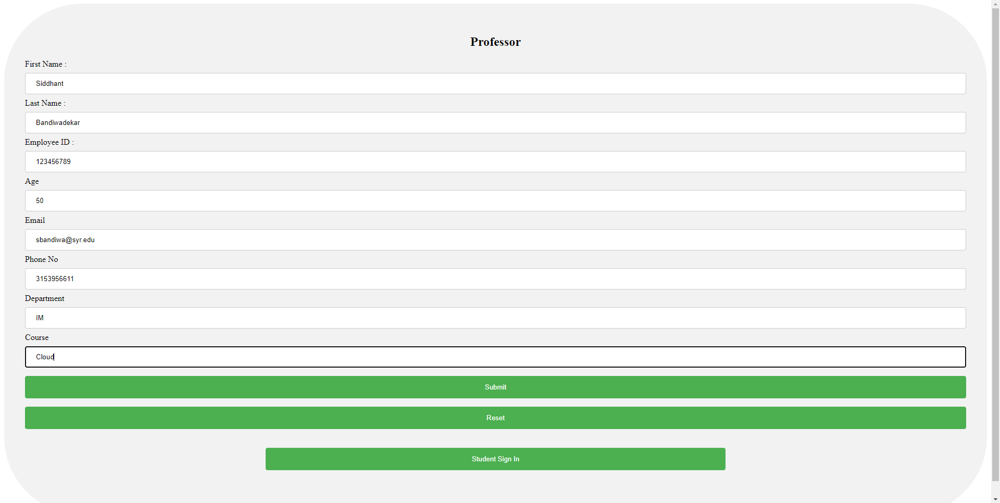 Professor
First Name :
Siddhant
Last Name :
Bandiwadekar
Employee ID :
123456789
Age
50
Email
sbandiwa@syr.edu
Phone No
3153956611
Department
IM
Course
Cloud
Submit
Reset
Student Sign In